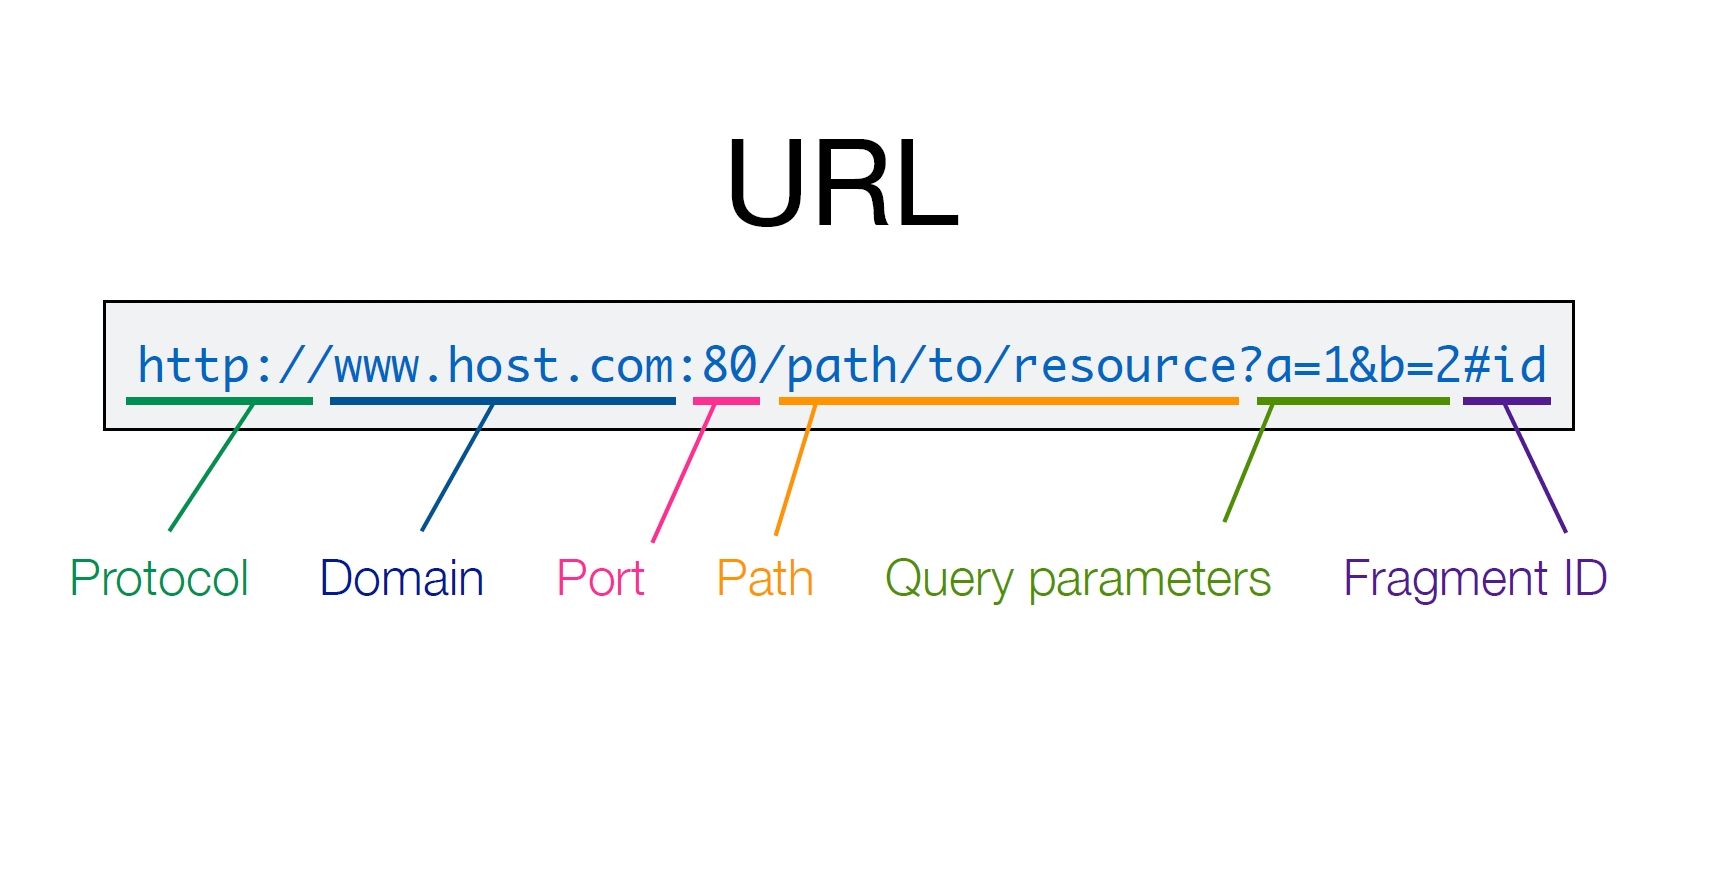 URL
http://www.host.com:80/path/to/resource?a=1&b=2#id
Protocol Domain Port Path Query parameters Fragment ID